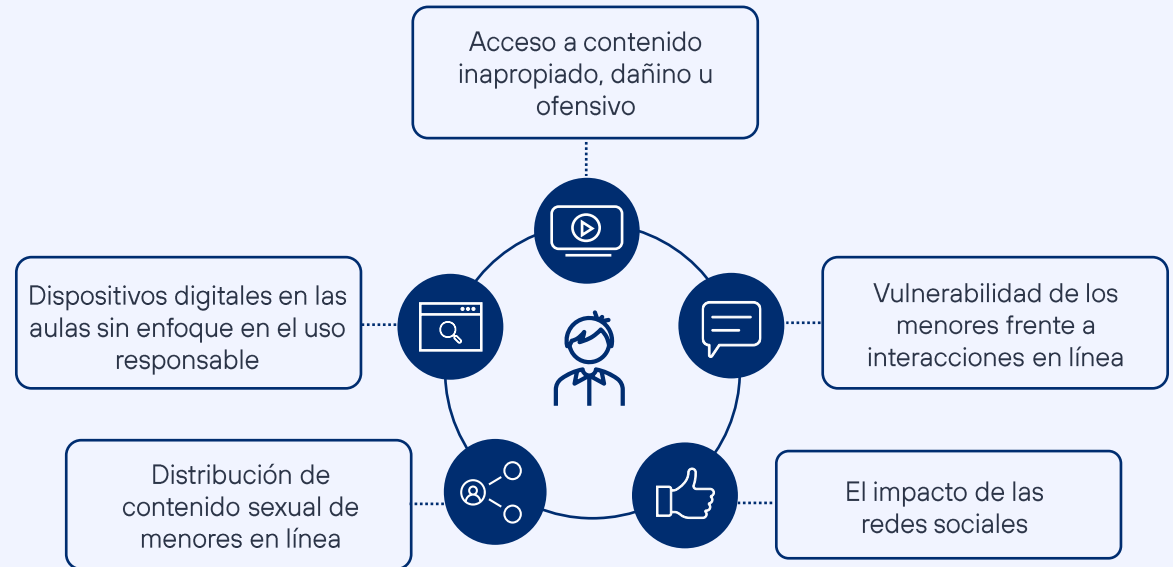 Acceso a contenido
inapropiado, dañino u
ofensivo
Dispositivos digitales en las
aulas sin enfoque en el uso
responsable
Vulnerabilidad de los
menores frente a
interacciones en línea
Distribución de
contenido sexual de
menores en línea
El impacto de las
redes sociales